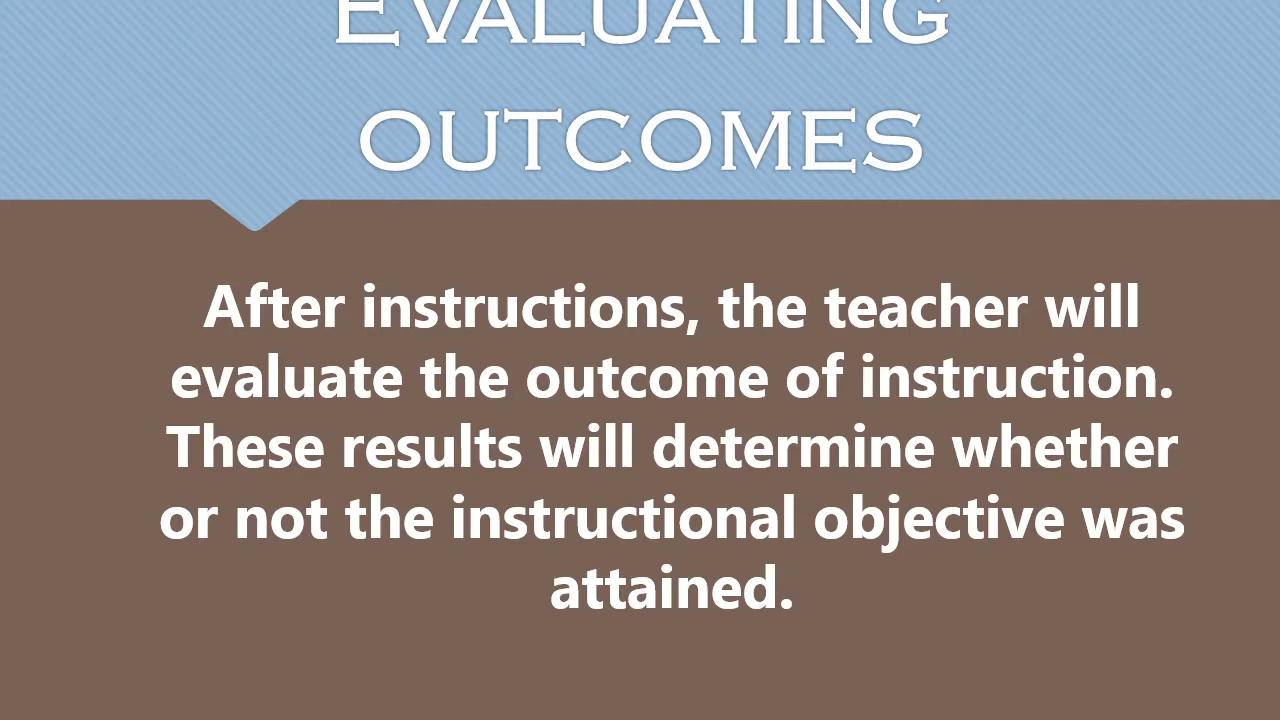 EVALUATING
OUTCOMES
After instructions, the teacher will
evaluate the outcome of instruction.
These results will determine whether
or not the instructional objective was
attained.